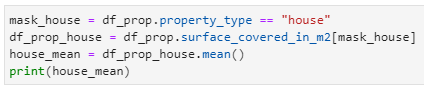 mask_house = df_prop.property_type == "house"
df_prop_house = df_prop.surface_covered_in_m2[mask_house]
house_mean = df_prop_house.mean()
print(house_mean)